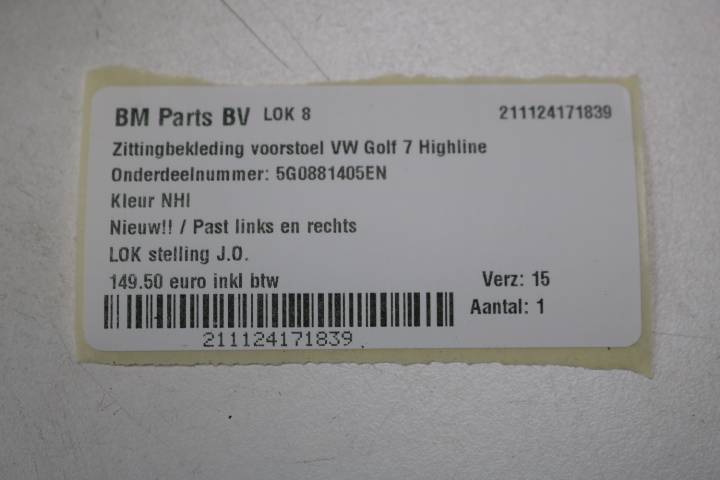 BM Parts BV LOK 8 211124171839
Zittingbekleding voorstoel VW Golf 7 Highline
Onderdeelnummer: 5G0881405EN
Kleur NHI
Nieuw!! / Past links en rechts
LOK stelling J.O.
149.50 euro inkl btw Verz: 15
Aantal: 1
211124171839